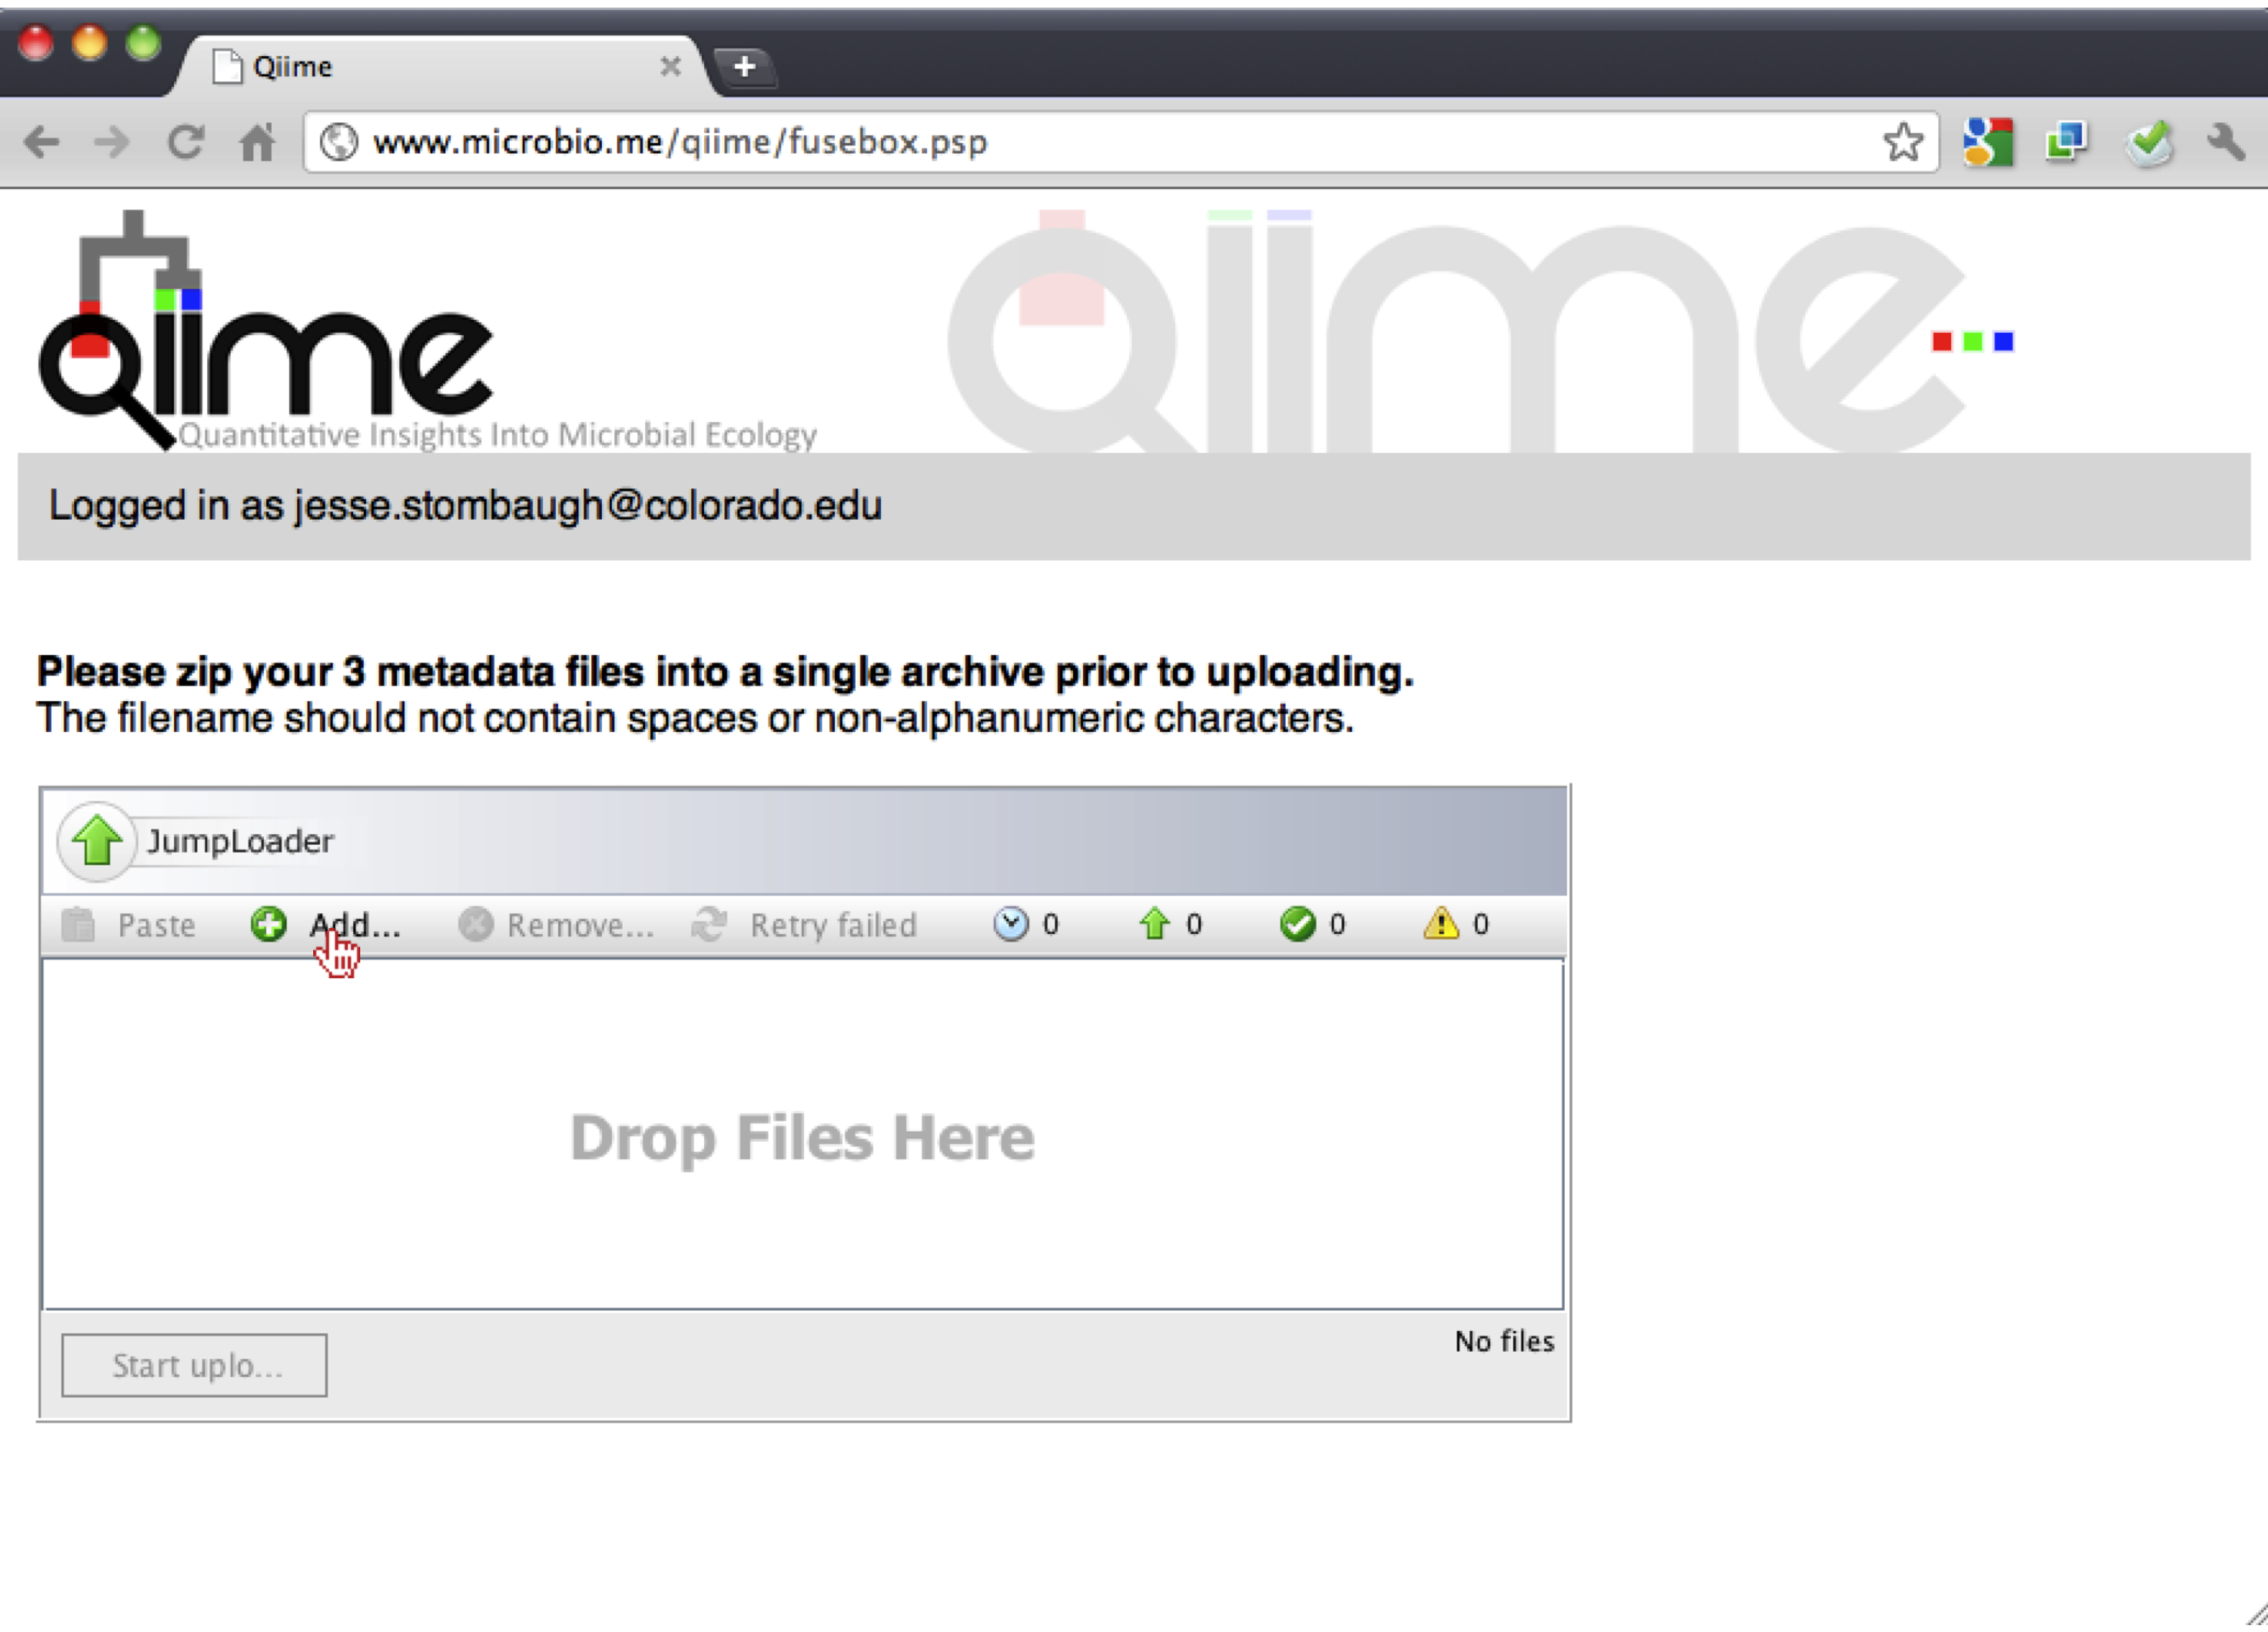 Qiime
www.microbio.me/qiime/fusebox.psp
Qiime
Qiime
Quantitative Insights Into Microbial Ecology
Logged in as jesse.stombaugh@colorado.edu
Please zip your 3 metadata files into a single archive prior to uploading.
The filename should not contain spaces or non-alphanumeric characters.
JumpLoader
Paste Add... Remove... Retry failed 0 0 0 0
Drop Files Here
Start uplo...
No files